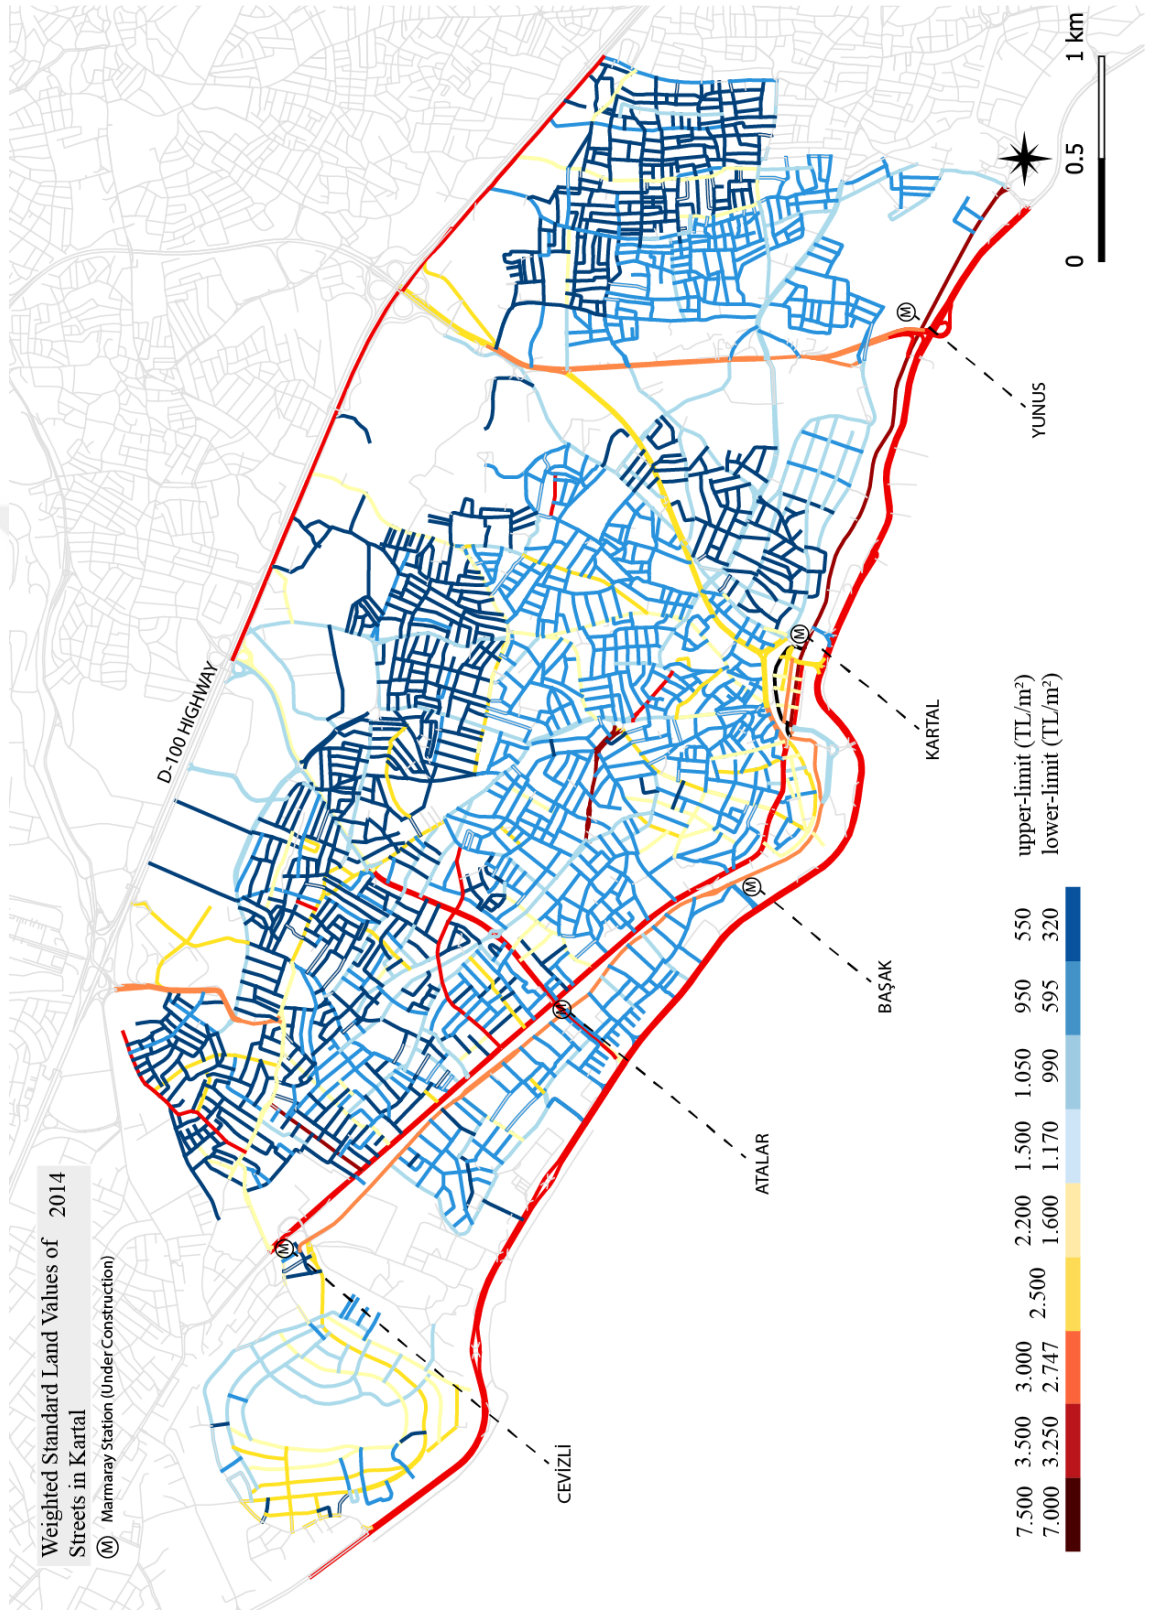 Weighted Standard Land Values of 2014
Streets in Kartal
M Marmaray Station (Under Construction)
D-100 HIGHWAY
M
CEVİZLİ
M
ATALAR
M
BAŞAK
M
KARTAL
M
YUNUS
7.500 3.500 3.000 2.500 2.200 1.500 1.050 950 550 upper-limit (TL/m²)
7.000 3.250 2.747 1.600 1.170 990 595 320 lower-limit (TL/m²)
0 0.5 1 km